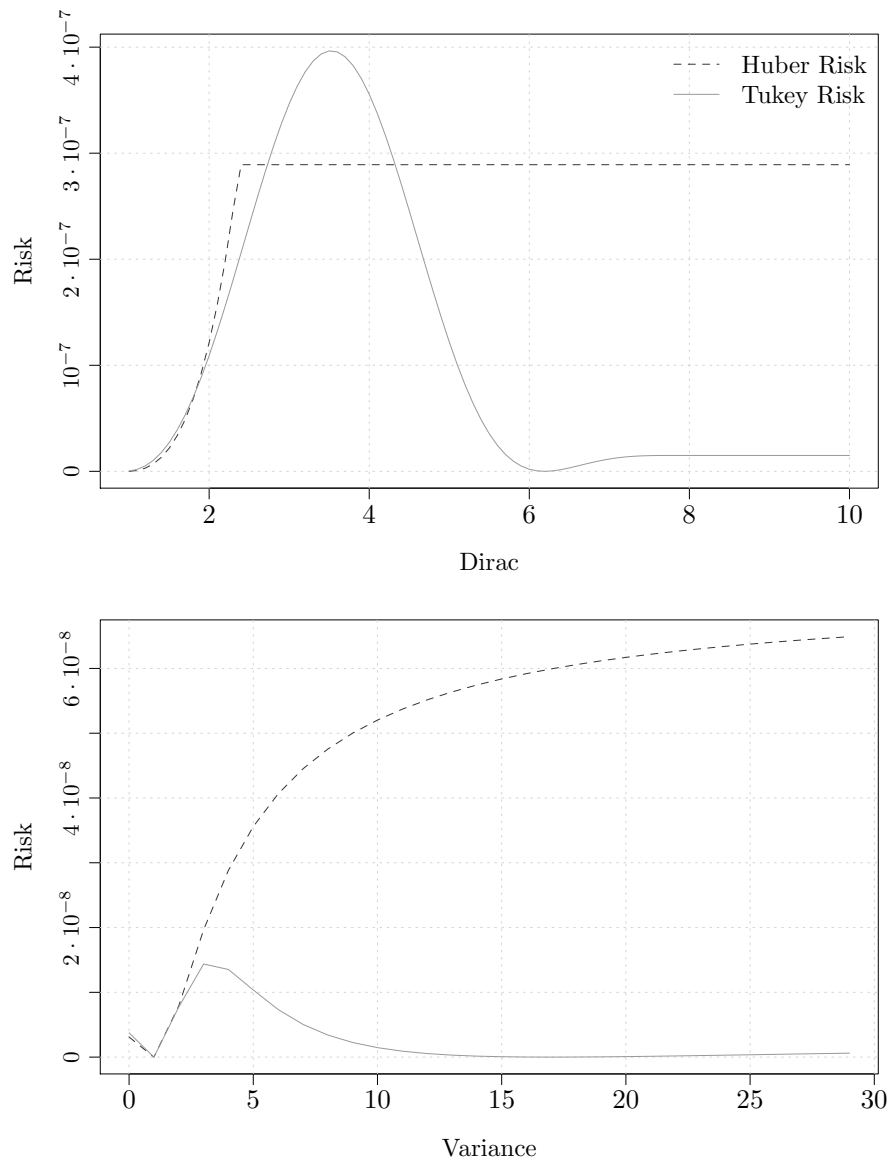 4 · 10⁻⁷
3 · 10⁻⁷
2 · 10⁻⁷
10⁻⁷
0
Risk
Huber Risk
Tukey Risk
2 4 6 8 10
Dirac
6 · 10⁻⁸
4 · 10⁻⁸
2 · 10⁻⁸
0
Risk
0 5 10 15 20 25 30
Variance